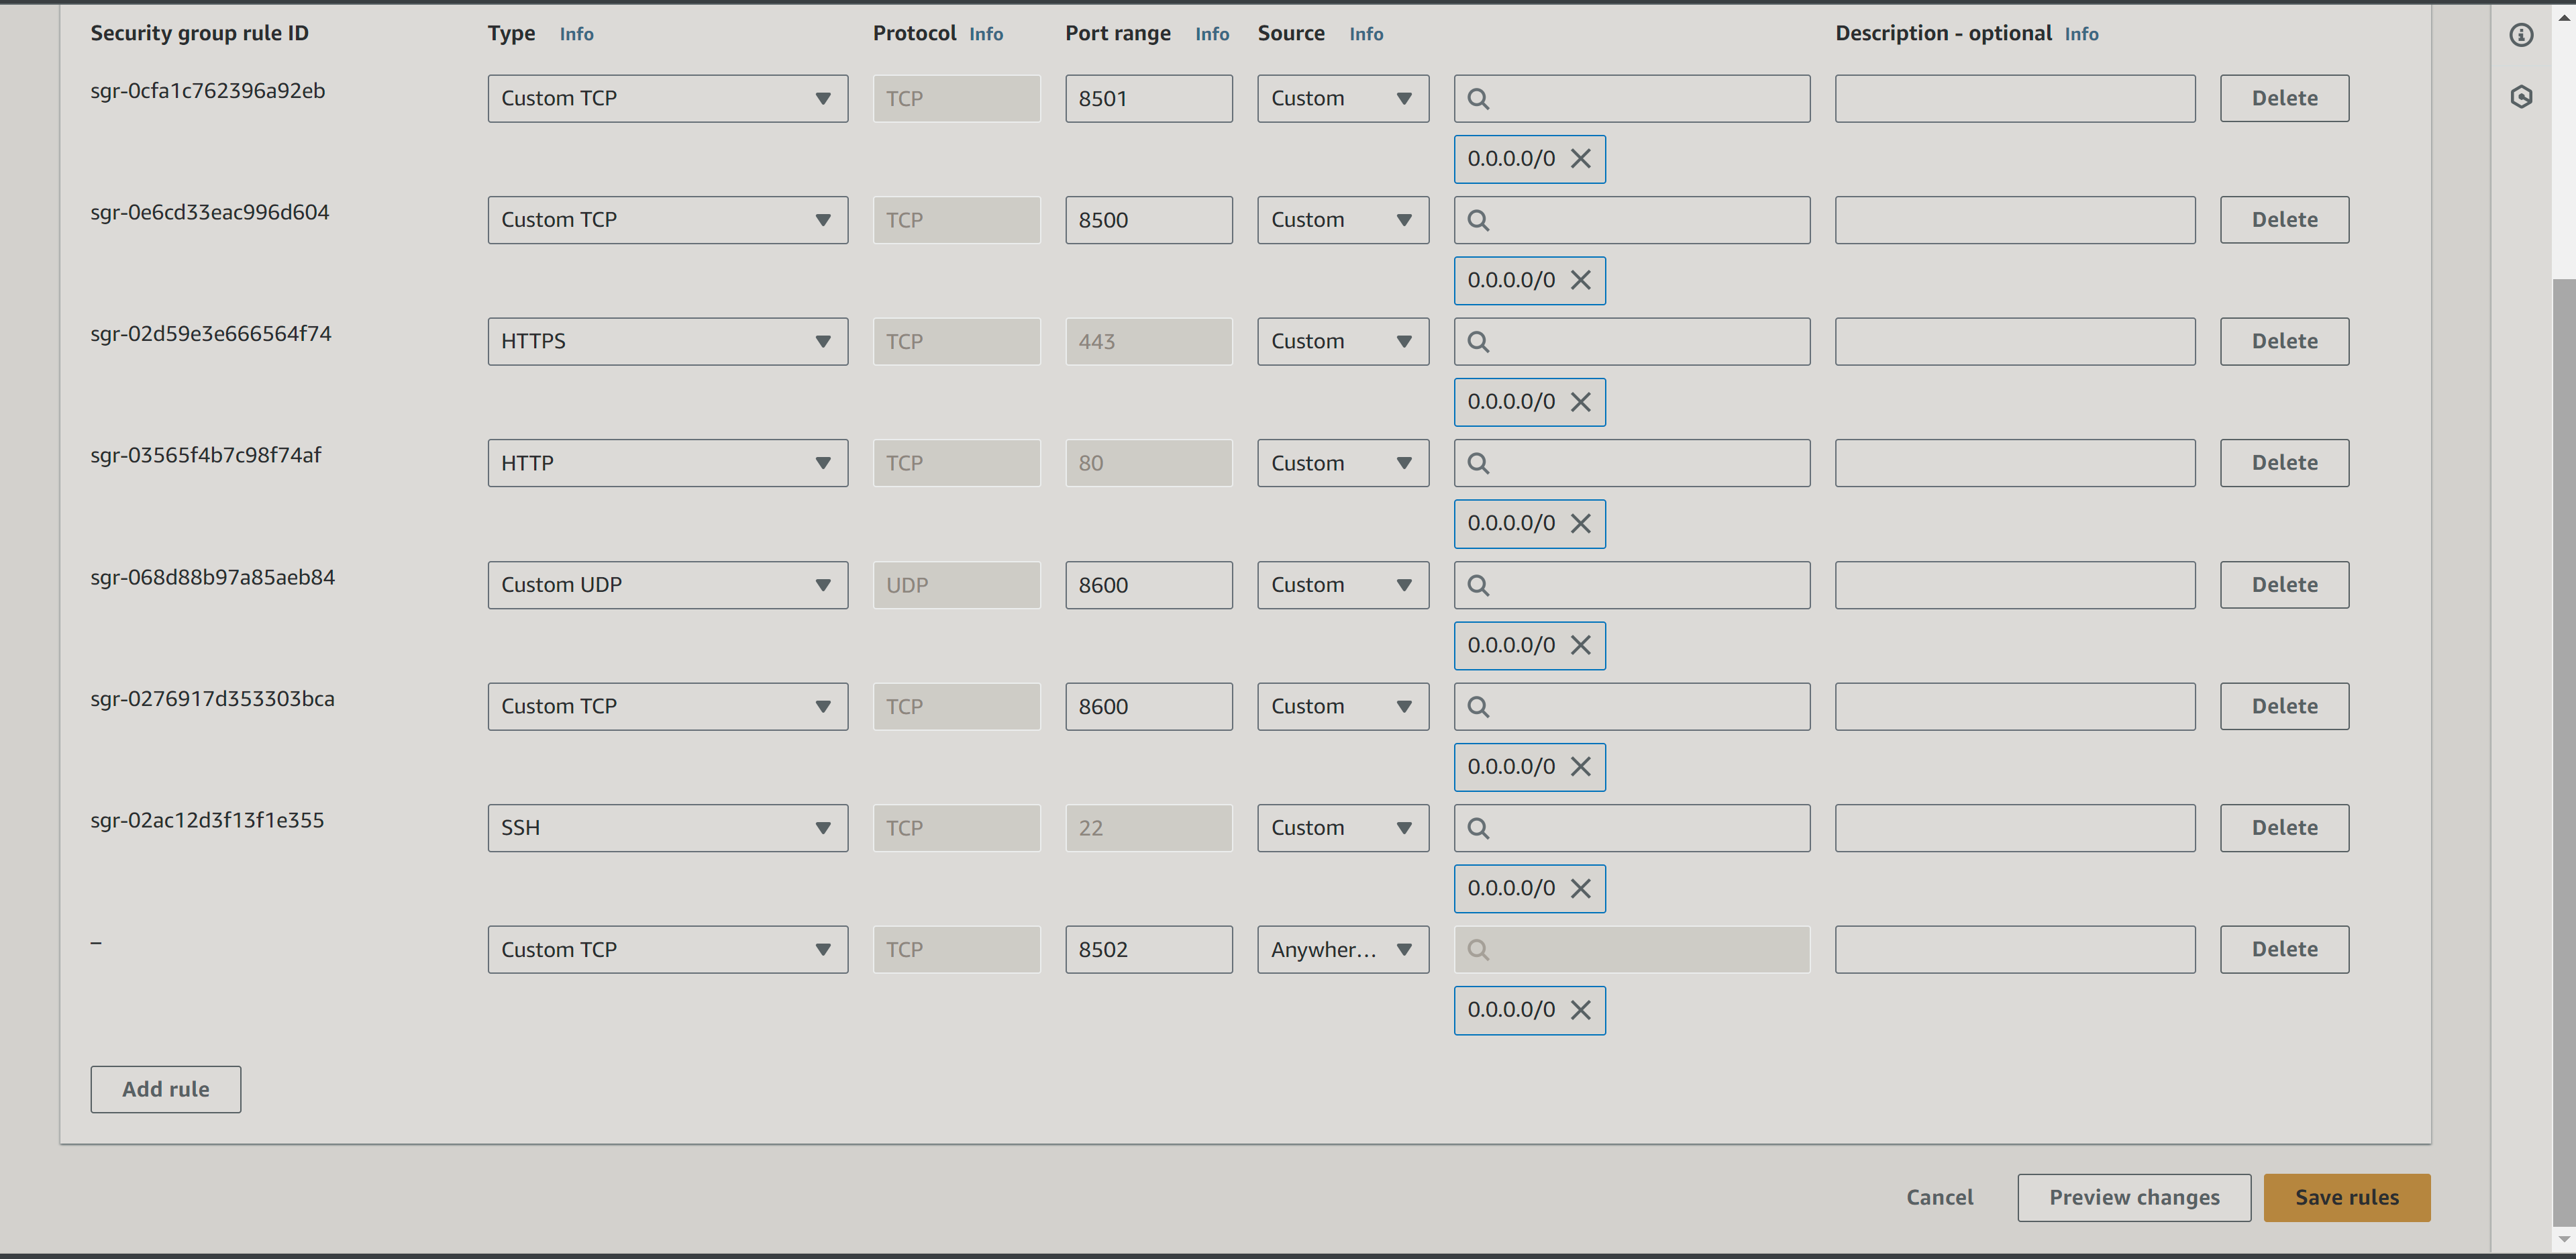 Security group rule ID Type Info Protocol Info Port range Info Source Info Description - optional Info
sgr-0cfa1c762396a92eb Custom TCP TCP 8501 Custom Delete
0.0.0.0/0
sgr-0e6cd33eac996d604 Custom TCP TCP 8500 Custom Delete
0.0.0.0/0
sgr-02d59e3e666564f74 HTTPS TCP 443 Custom Delete
0.0.0.0/0
sgr-03565f4b7c98f74af HTTP TCP 80 Custom Delete
0.0.0.0/0
sgr-068d88b97a85aeb84 Custom UDP UDP 8600 Custom Delete
0.0.0.0/0
sgr-0276917d353303bca Custom TCP TCP 8600 Custom Delete
0.0.0.0/0
sgr-02ac12d3f13f1e355 SSH TCP 22 Custom Delete
0.0.0.0/0
– Custom TCP TCP 8502 Anywher... Delete
0.0.0.0/0
Add rule
Cancel Preview changes Save rules